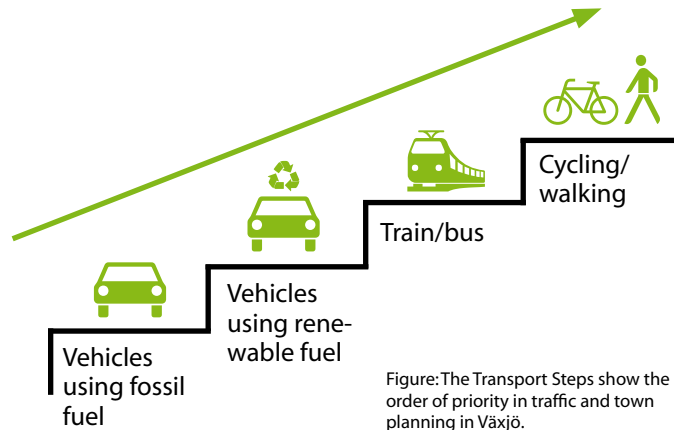 Vehicles
using fossil
fuel
Vehicles
using rene-
wable fuel
Train/bus
Cycling/
walking
Figure: The Transport Steps show the
order of priority in traffic and town
planning in Växjö.